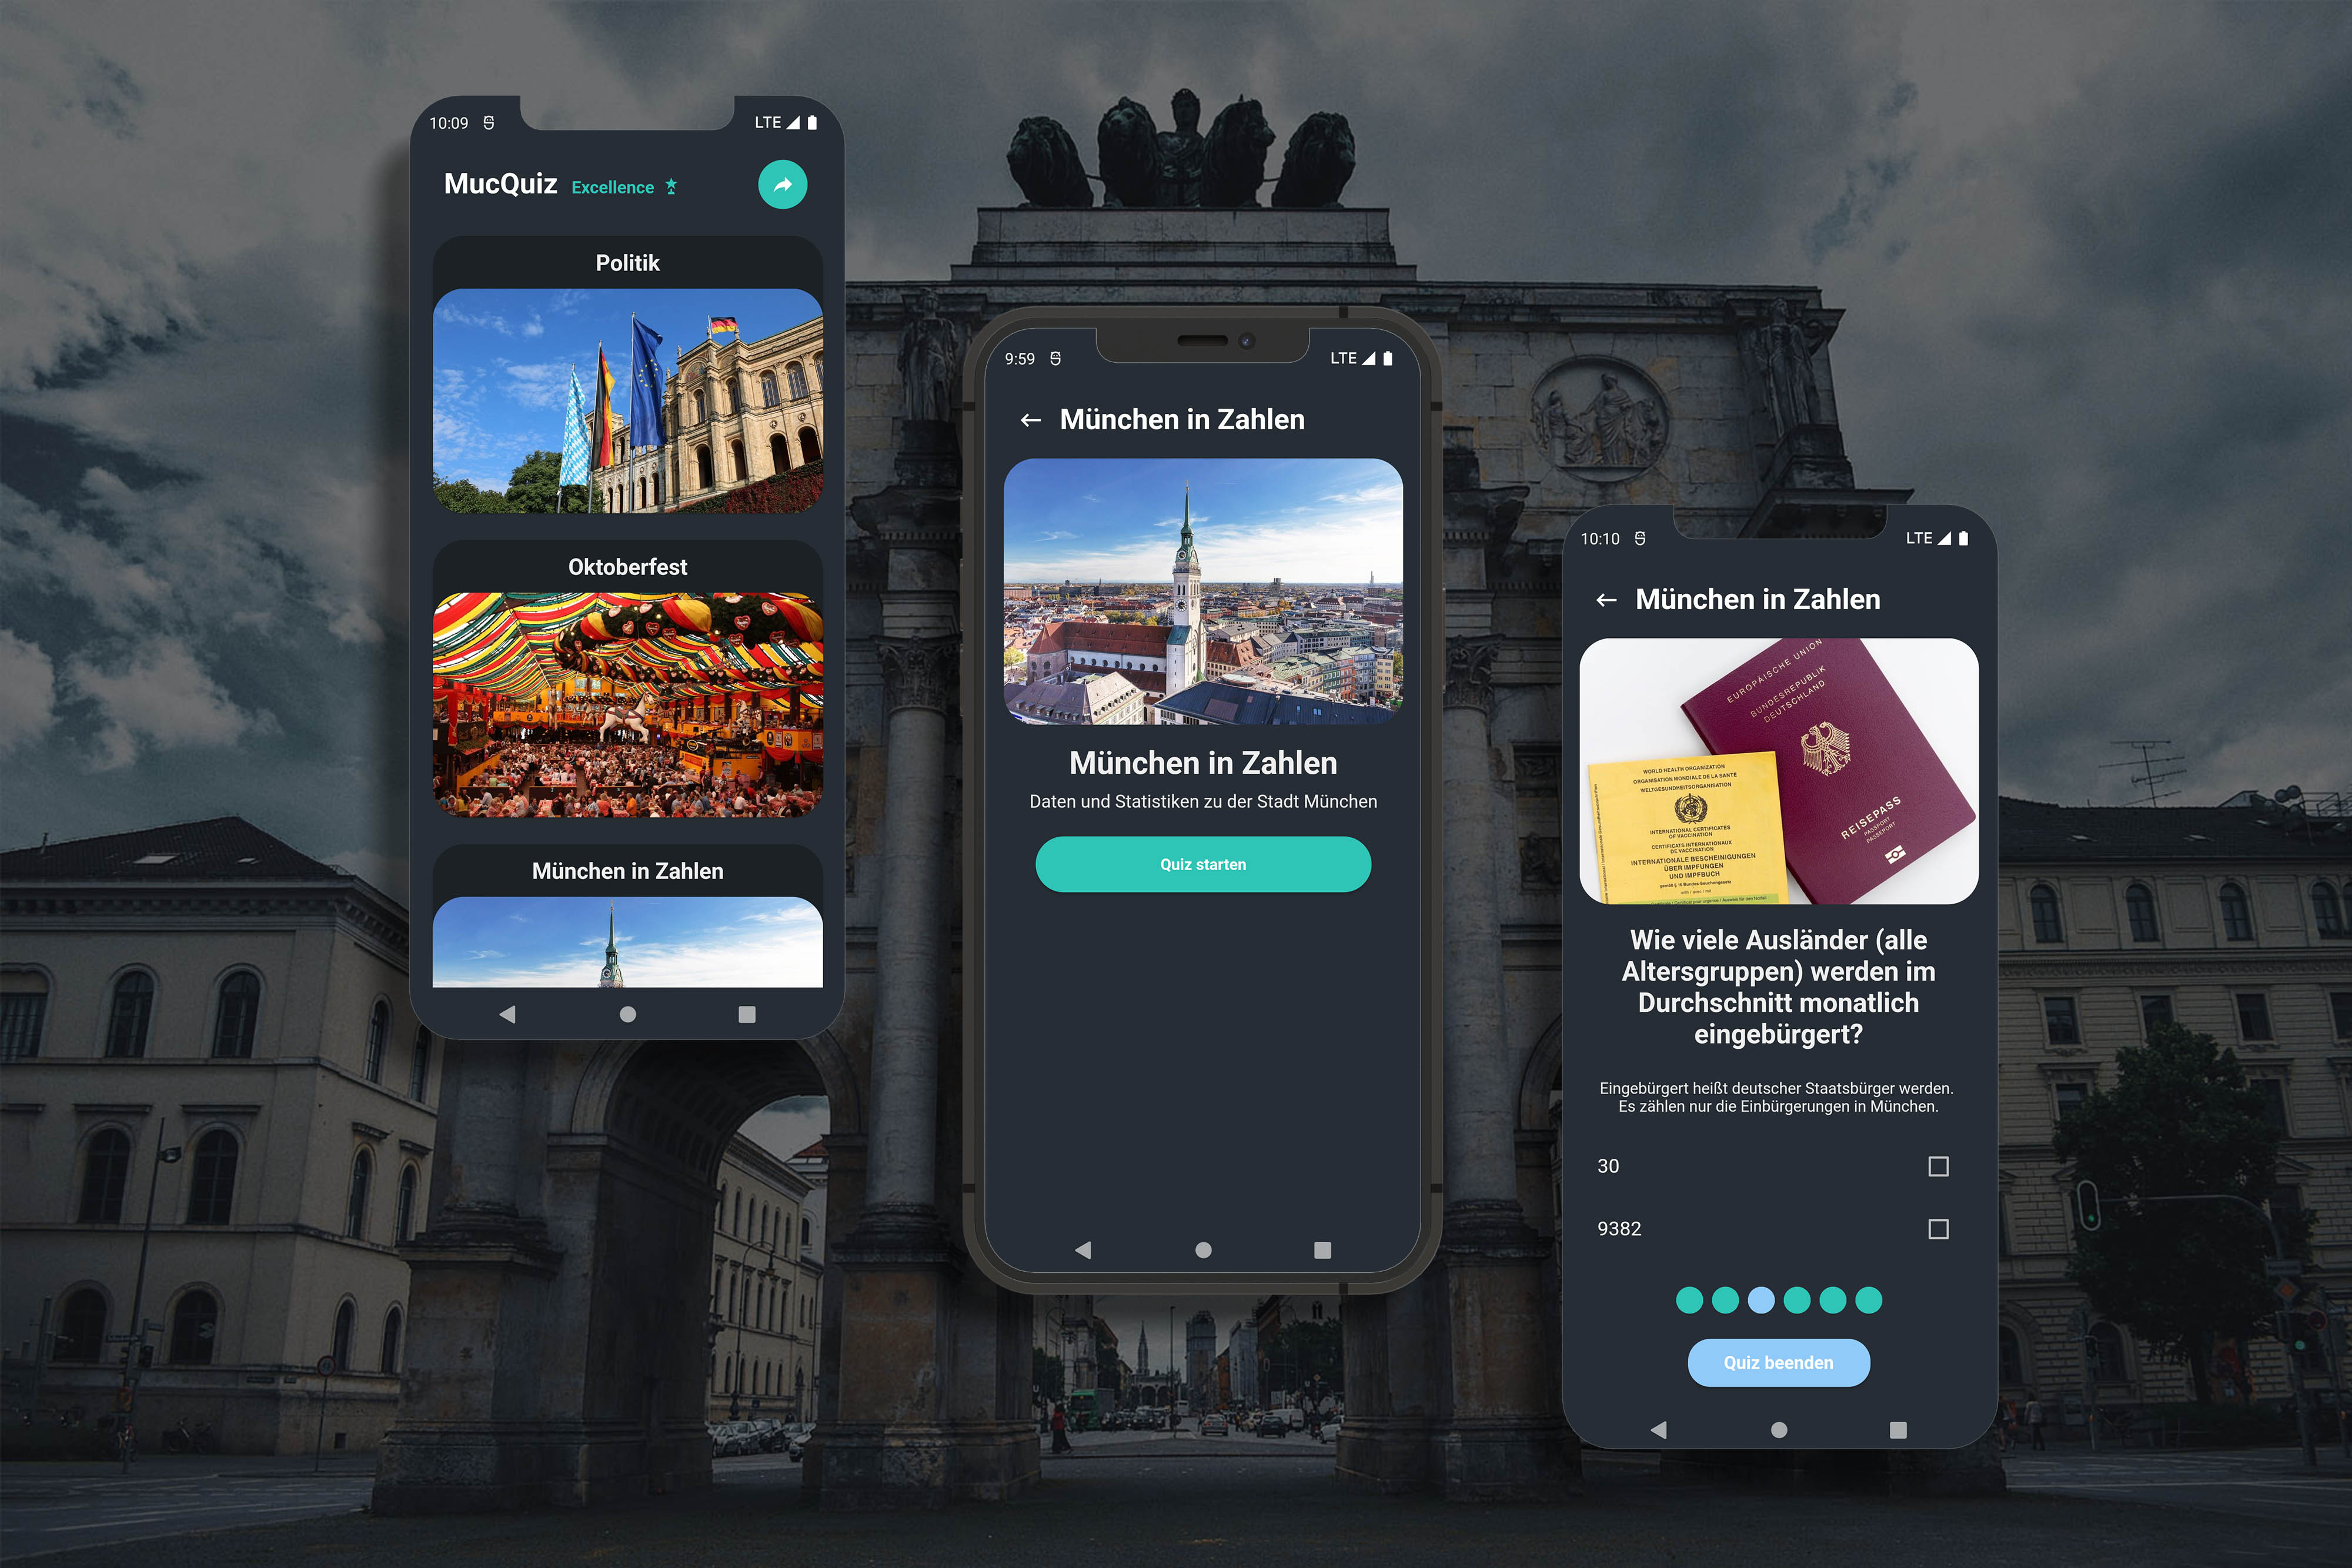 10:09
LTE
MucQuiz Excellence
Politik
Oktoberfest
München in Zahlen
9:59
LTE
München in Zahlen
München in Zahlen
Daten und Statistiken zu der Stadt München
Quiz starten
10:10
LTE
München in Zahlen
EUROPÄISCHE UNION
BUNDESREPUBLIK
DEUTSCHLAND
REISEPASS
PASSPORT
PASSEPORT
WORLD HEALTH ORGANIZATION
ORGANISATION MONDIALE DE LA SANTÉ
WELTGESUNDHEITSORGANISATION
INTERNATIONAL CERTIFICATES
OF VACCINATION
CERTIFICATS INTERNATIONAUX
DE VACCINATION
INTERNATIONALE BESCHEINIGUNGEN
ÜBER IMPFUNGEN
UND IMPFBUCH
Wie viele Ausländer (alle
Altersgruppen) werden im
Durchschnitt monatlich
eingebürgert?
Eingebürgert heißt deutscher Staatsbürger werden.
Es zählen nur die Einbürgerungen in München.
30
9382
Quiz beenden